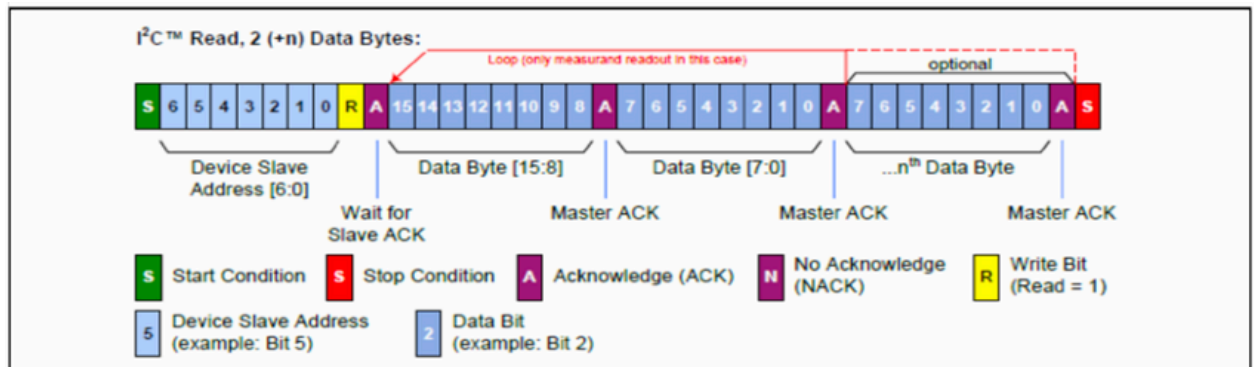 I²C™ Read, 2 (+n) Data Bytes:
Loop (only measurand readout in this case)
optional
S 6 5 4 3 2 1 0 R A 15 14 13 12 11 10 9 8 A 7 6 5 4 3 2 1 0 A 7 6 5 4 3 2 1 0 A S
Device Slave
Address [6:0]
Data Byte [15:8]
Data Byte [7:0]
...nth Data Byte
Wait for
Slave ACK
Master ACK
Master ACK
Master ACK
S Start Condition
S Stop Condition
A Acknowledge (ACK)
N No Acknowledge
(NACK)
R Write Bit
(Read = 1)
5 Device Slave Address
(example: Bit 5)
2 Data Bit
(example: Bit 2)